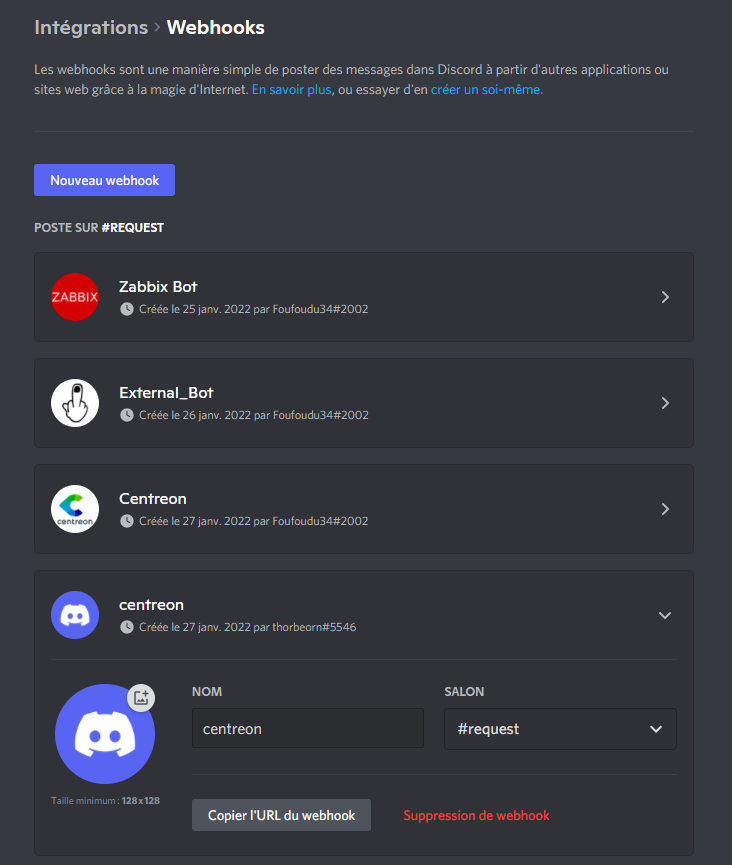 Intégrations > Webhooks
Les webhooks sont une manière simple de poster des messages dans Discord à partir d'autres applications ou
sites web grâce à la magie d'Internet. En savoir plus, ou essayer d'en créer un soi-même.
Nouveau webhook
POSTE SUR #REQUEST
ZABBIX
Zabbix Bot
Créée le 25 janv. 2022 par Foufoudu34#2002
External_Bot
Créée le 26 janv. 2022 par Foufoudu34#2002
centreon
Centreon
Créée le 27 janv. 2022 par Foufoudu34#2002
centreon
Créée le 27 janv. 2022 par thorbeorn#5546
NOM
SALON
centreon
#request
Taille minimum : 128x128
Copier l'URL du webhook
Suppression de webhook